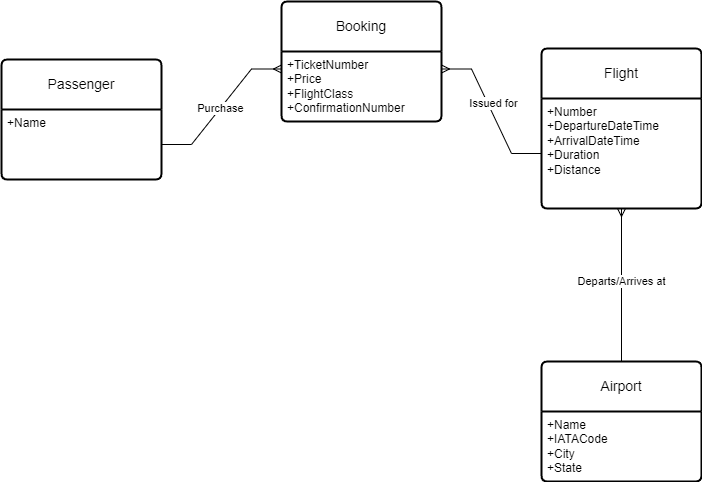 Booking
+TicketNumber
+Price
+FlightClass
+ConfirmationNumber
Passenger
+Name
Purchase
Issued for
Flight
+Number
+DepartureDateTime
+ArrivalDateTime
+Duration
+Distance
Departs/Arrives at
Airport
+Name
+IATACode
+City
+State